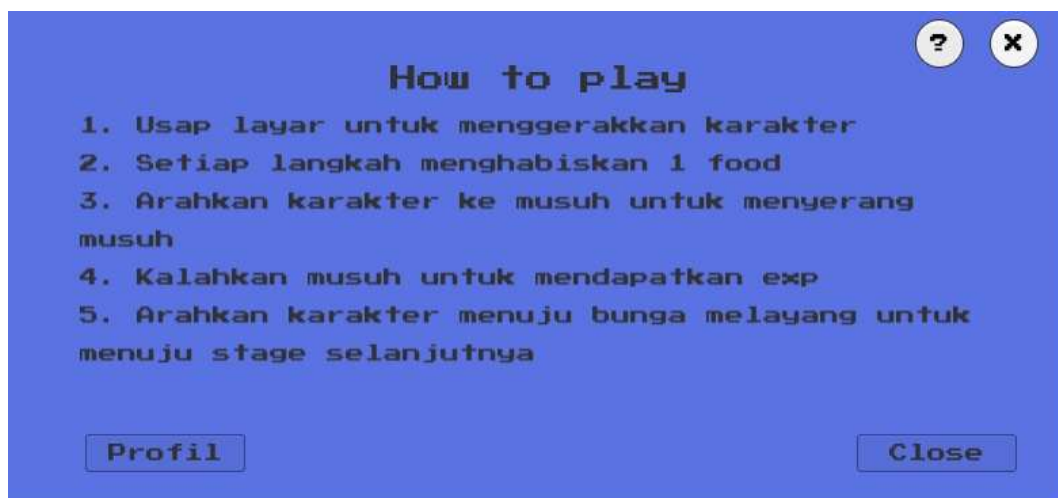 ?
×
How to play
1. Usap layar untuk menggerakkan karakter
2. Setiap langkah menghabiskan 1 food
3. Arahkan karakter ke musuh untuk menyerang
musuh
4. Kalahkan musuh untuk mendapatkan exp
5. Arahkan karakter menuju bunga melayang untuk
menuju stage selanjutnya
Profil
Close